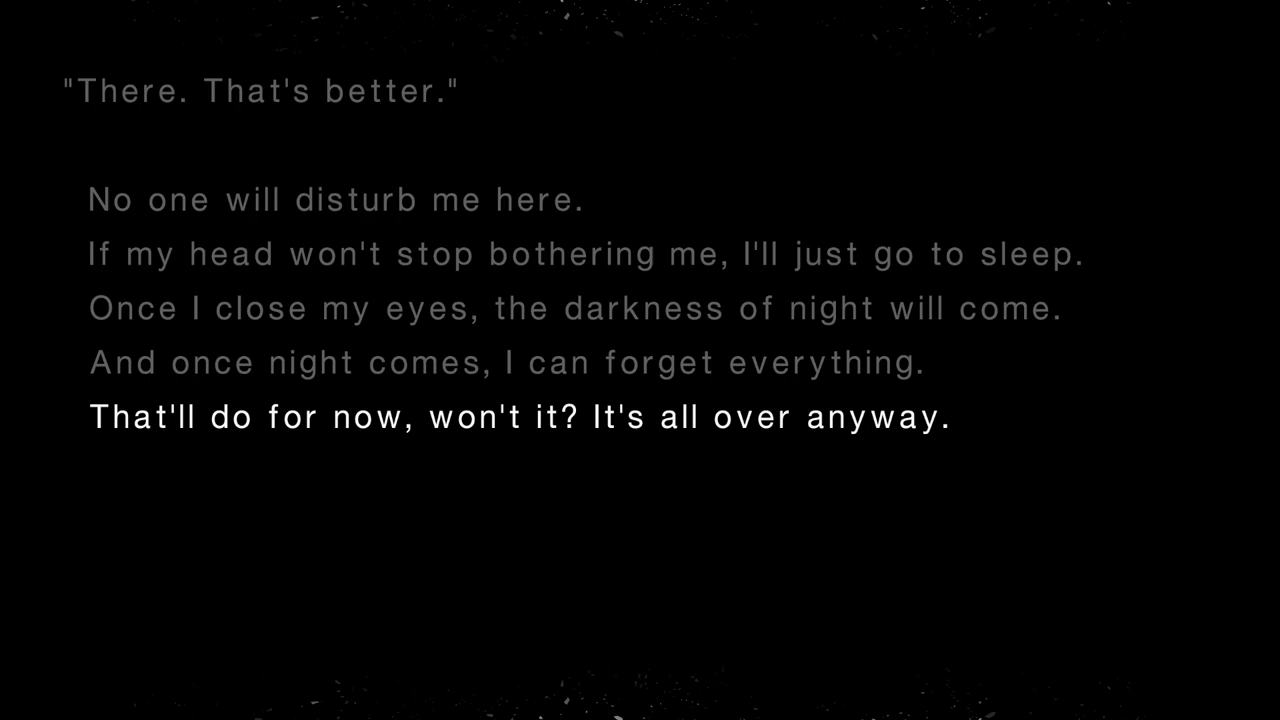 "There. That's better."
No one will disturb me here.
If my head won't stop bothering me, I'll just go to sleep.
Once I close my eyes, the darkness of night will come.
And once night comes, I can forget everything.
That'll do for now, won't it? It's all over anyway.